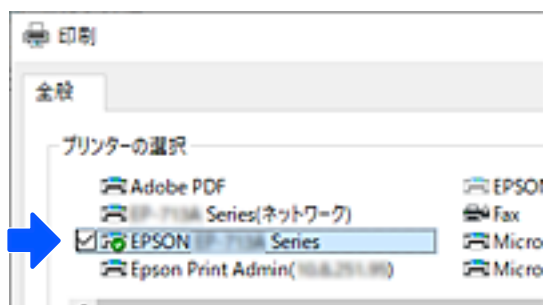 印刷
全般
プリンターの選択
Adobe PDF
EPSON
Series(ネットワーク)
Fax
EPSON Series
Micro
Epson Print Admin( )
Micro